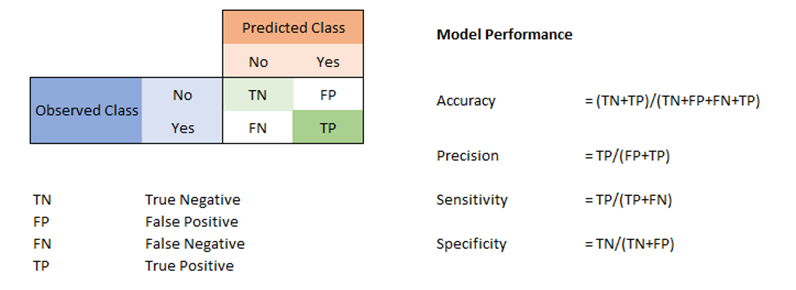 Predicted Class
No Yes
Observed Class
No TN FP
Yes FN TP
TN True Negative
FP False Positive
FN False Negative
TP True Positive
Model Performance
Accuracy = (TN+TP)/(TN+FP+FN+TP)
Precision = TP/(FP+TP)
Sensitivity = TP/(TP+FN)
Specificity = TN/(TN+FP)